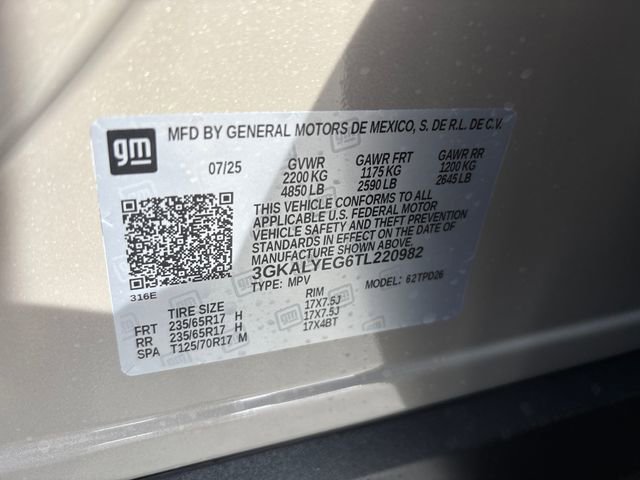 gm MFD BY GENERAL MOTORS DE MEXICO, S. DE R.L. DE C.V.
07/25 GVWR GAWR FRT GAWR RR
2200 KG 1175 KG 1200 KG
4850 LB 2590 LB 2645 LB
THIS VEHICLE CONFORMS TO ALL
APPLICABLE U.S. FEDERAL MOTOR
VEHICLE SAFETY AND THEFT PREVENTION
STANDARDS IN EFFECT ON THE DATE OF
MANUFACTURE SHOWN ABOVE.
3GKALYEG6TL220982
316E TYPE: MPV MODEL: 62TPD26
TIRE SIZE RIM
FRT 235/65R17 H 17X7.5J
RR 235/65R17 H 17X7.5J
SPA T125/70R17 M 17X4BT